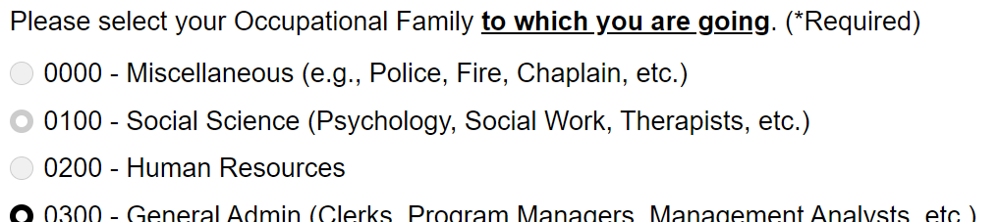 Please select your Occupational Family to which you are going. (*Required)
0000 - Miscellaneous (e.g., Police, Fire, Chaplain, etc.)
0100 - Social Science (Psychology, Social Work, Therapists, etc.)
0200 - Human Resources
0300 - General Admin (Clerks, Program Managers, Management Analysts, etc.)